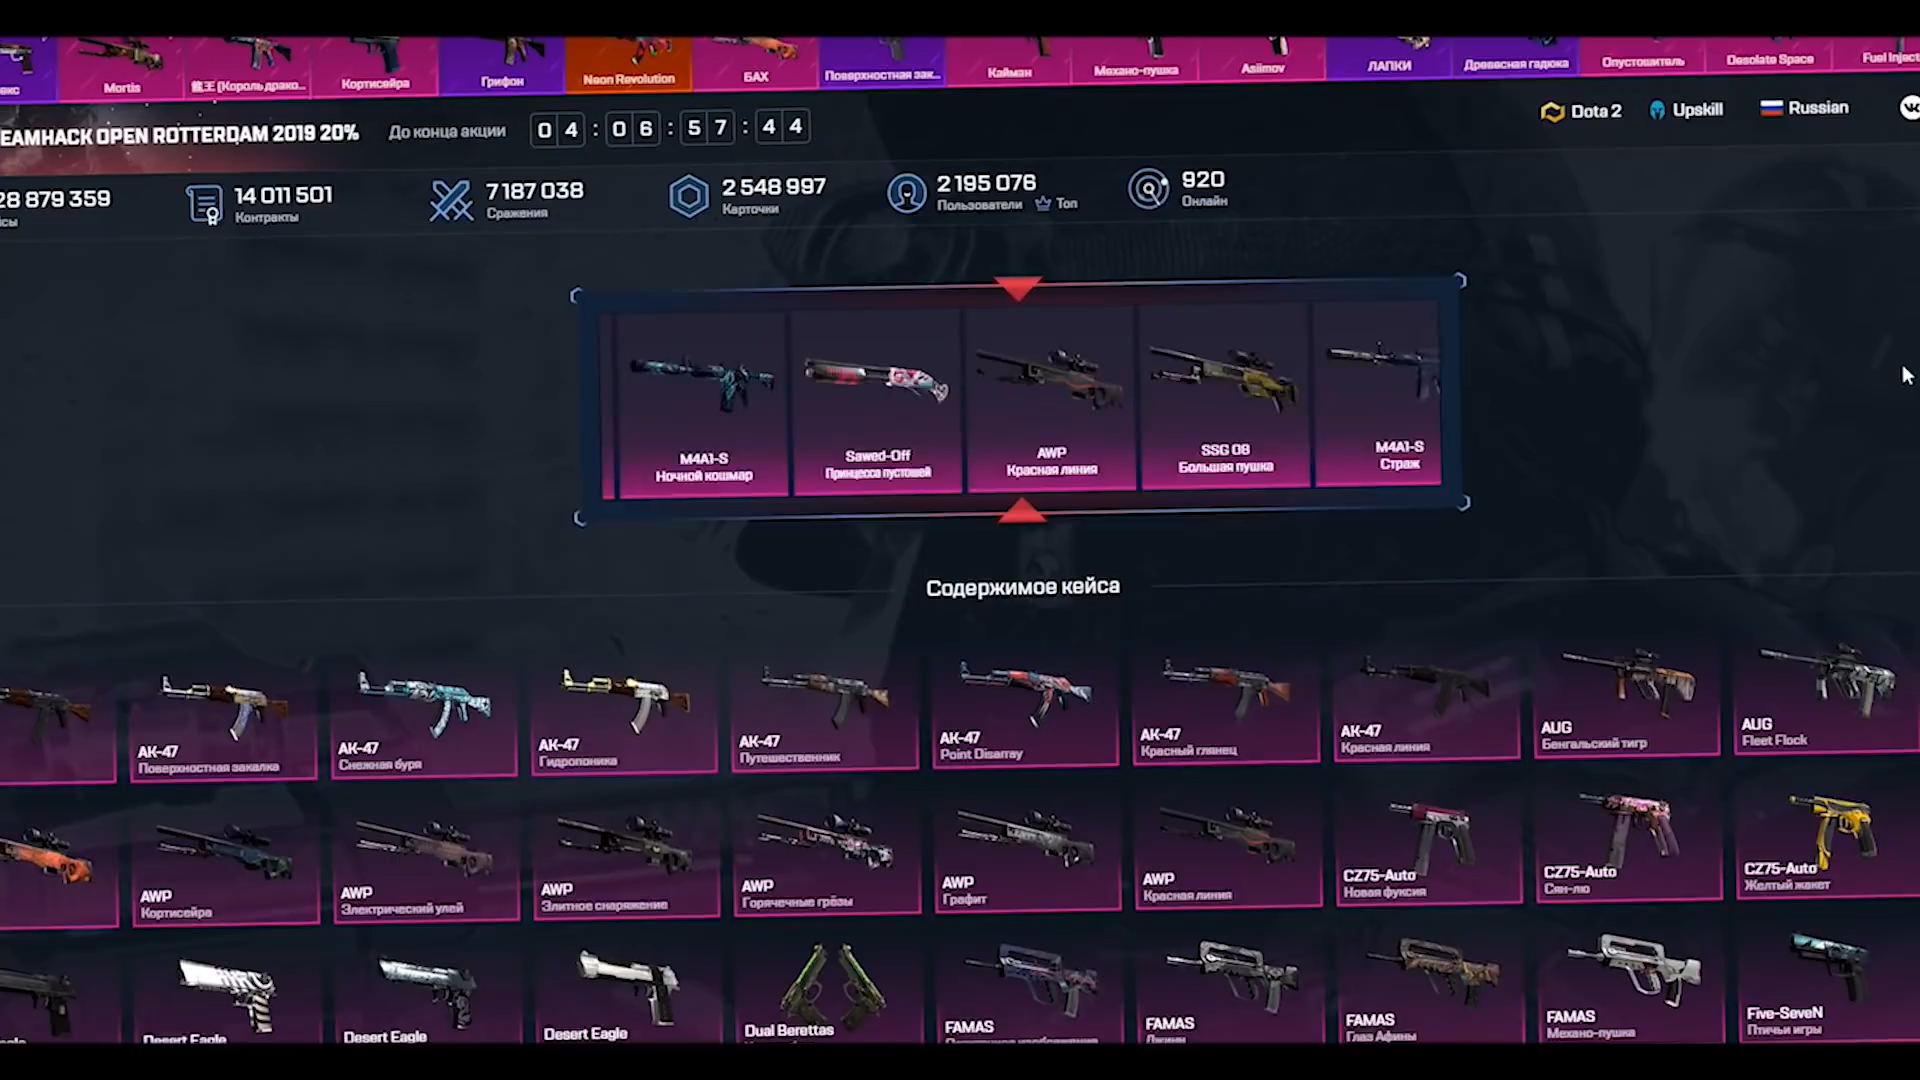 Mortis
龍王 (Король драко...
Кортисейра
Грифон
Neon Revolution
БАХ
Поверхностная зак...
Кайман
Механо-пушка
Asiimov
ЛАПКИ
Древесная гадюка
Опустошитель
Desolate Space
Fuel Inject
EAMHACK OPEN ROTTERDAM 2019 20%
До конца акции
04 : 06 : 57 : 44
Dota 2
Upskill
Russian
28 879 359
14 011 501
Контракты
7 187 038
Сражения
2 548 997
Карточки
2 195 076
Пользователи
Топ
920
Онлайн
M4A1-S
Ночной кошмар
Sawed-Off
Принцесса пустошей
AWP
Красная линия
SSG 08
Большая пушка
M4A1-S
Страж
Содержимое кейса
AK-47
Поверхностная закалка
AK-47
Снежная буря
AK-47
Гидропоника
AK-47
Путешественник
AK-47
Point Disarray
AK-47
Красный глянец
AK-47
Красная линия
AUG
Бенгальский тигр
AUG
Fleet Flock
AWP
Кортисейра
AWP
Электрический улей
AWP
Элитное снаряжение
AWP
Горячечные грёзы
AWP
Графит
AWP
Красная линия
CZ75-Auto
Новая фуксия
CZ75-Auto
Сян-лю
CZ75-Auto
Желтый жакет
Desert Eagle
Desert Eagle
Desert Eagle
Dual Berettas
FAMAS
FAMAS
Джинн
FAMAS
Глаз Афины
FAMAS
Механо-пушка
Five-SeveN
Птичьи игры